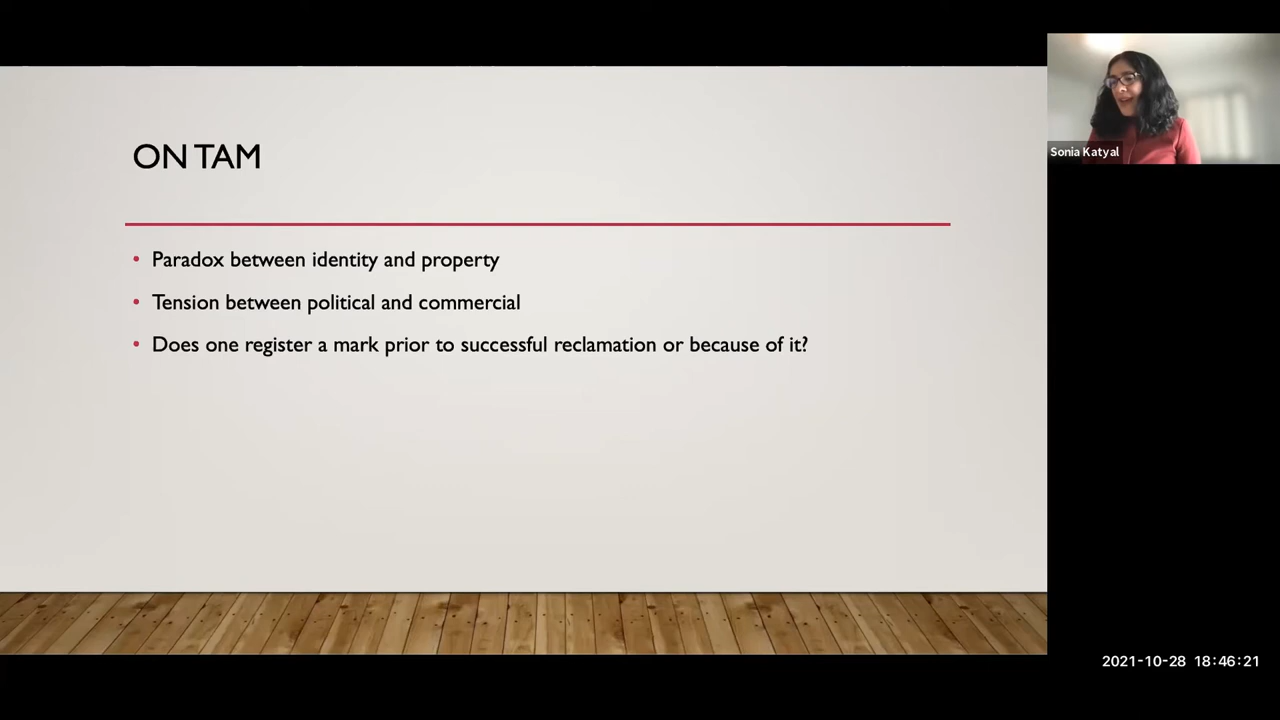 ON TAM
Paradox between identity and property
Tension between political and commercial
Does one register a mark prior to successful reclamation or because of it?
Sonia Katyal
2021-10-28 18:46:21